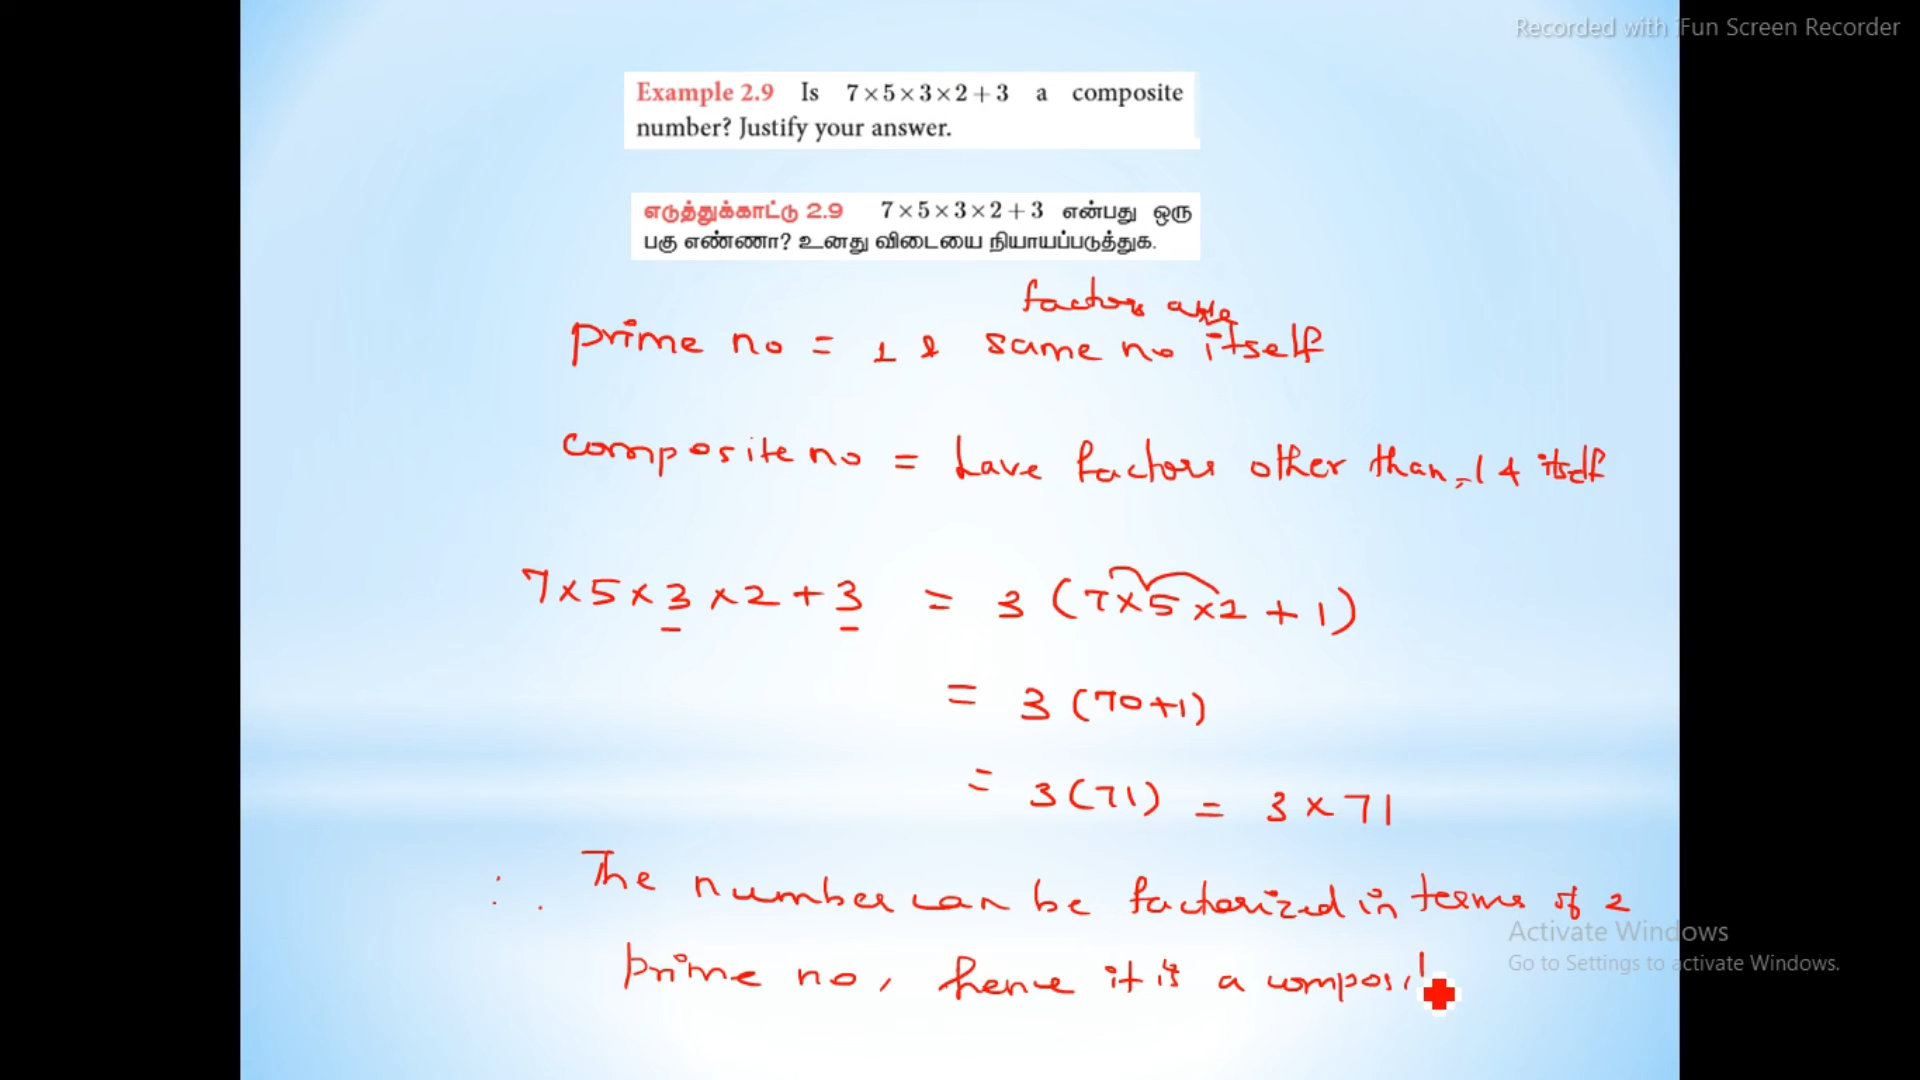 Recorded with iFun Screen Recorder
Example 2.9 Is 7×5×3×2+3 a composite
number? Justify your answer.
எடுத்துக்காட்டு 2.9 7×5×3×2+3 என்பது ஒரு
பகு எண்ணா? உனது விடையை நியாயப்படுத்துக.
factors are
prime no = 1 & same no itself
composite no = have factors other than 1 & itself
7×5×3×2+3 = 3(7×5×2+1)
= 3(70+1)
= 3(71) = 3×71
∴ The number can be factorized in terms of 2
prime no, hence it is a composit
Activate Windows
Go to Settings to activate Windows.